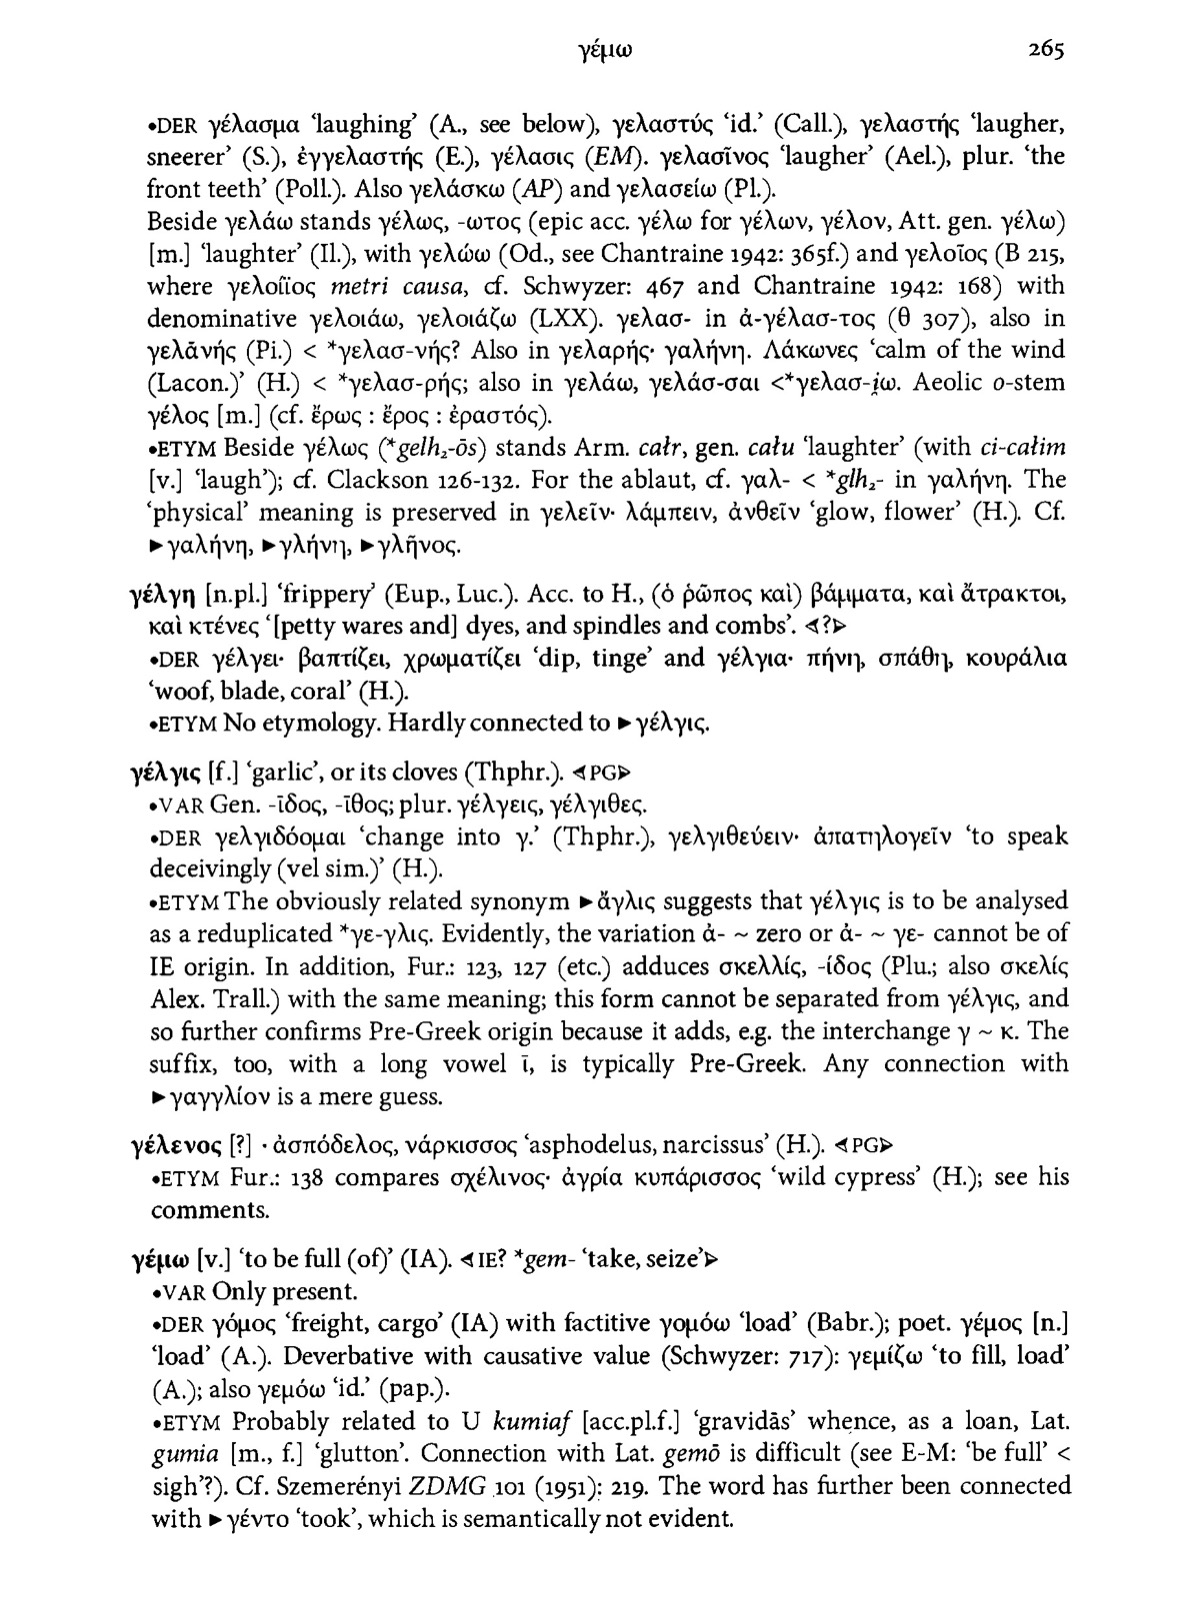 γέμω 265
•DER γέλασμα ‘laughing’ (A., see below), γελαστύς ‘id.’ (Call.), γελαστής ‘laugher,
sneerer’ (S.), ἐγγελαστής (E.), γέλασις (EM). γελασῖνος ‘laugher’ (Ael.), plur. ‘the
front teeth’ (Poll.). Also γελάσκω (AP) and γελασείω (Pl.).
Beside γελάω stands γέλως, -ωτος (epic acc. γέλω for γέλων, γέλον, Att. gen. γέλω)
[m.] ‘laughter’ (Il.), with γελώω (Od., see Chantraine 1942: 365f.) and γελοῖος (Β 215,
where γελοίϊος metri causa, cf. Schwyzer: 467 and Chantraine 1942: 168) with
denominative γελοιάω, γελοιάζω (LXX). γελασ- in ἀ-γέλασ-τος (θ 307), also in
γελᾱνής (Pi.) < *γελασ-νής? Also in γελαρής· γαλήνη. Λάκωνες ‘calm of the wind
(Lacon.)’ (H.) < *γελασ-ρής; also in γελάω, γελάσ-σαι <*γελασ-i̯ω. Aeolic o-stem
γέλος [m.] (cf. ἔρως : ἔρος : ἐραστός).
•ETYM Beside γέλως (*gelh₂-ōs) stands Arm. całr, gen. cału ‘laughter’ (with ci-całim
[v.] ‘laugh’); cf. Clackson 126-132. For the ablaut, cf. γαλ- < *glh₂- in γαλήνη. The
‘physical’ meaning is preserved in γελεῖν· λάμπειν, ἀνθεῖν ‘glow, flower’ (H.). Cf.
►γαλήνη, ►γλήνη, ►γλῆνος.
γέλγη [n.pl.] ‘frippery’ (Eup., Luc.). Acc. to H., (ὁ ῥῶπος καὶ) βάμματα, καὶ ἄτρακτοι,
καὶ κτένες ‘[petty wares and] dyes, and spindles and combs’. ⊲?⊳
•DER γέλγει· βαπτίζει, χρωματίζει ‘dip, tinge’ and γέλγια· πήνη, σπάθη, κουράλια
‘woof, blade, coral’ (H.).
•ETYM No etymology. Hardly connected to ►γέλγις.
γέλγις [f.] ‘garlic’, or its cloves (Thphr.). ⊲PG⊳
•VAR Gen. -ῑδος, -ῑθος; plur. γέλγεις, γέλγιθες.
•DER γελγιδόομαι ‘change into γ.’ (Thphr.), γελγιθεύειν· ἀπατηλογεῖν ‘to speak
deceivingly (vel sim.)’ (H.).
•ETYM The obviously related synonym ►ἄγλις suggests that γέλγις is to be analysed
as a reduplicated *γε-γλις. Evidently, the variation ἀ- ~ zero or ἀ- ~ γε- cannot be of
IE origin. In addition, Fur.: 123, 127 (etc.) adduces σκελλίς, -ίδος (Plu.; also σκελίς
Alex. Trall.) with the same meaning; this form cannot be separated from γέλγις, and
so further confirms Pre-Greek origin because it adds, e.g. the interchange γ ~ κ. The
suffix, too, with a long vowel ῑ, is typically Pre-Greek. Any connection with
►γαγγλίον is a mere guess.
γέλενος [?] · ἀσπόδελος, νάρκισσος ‘asphodelus, narcissus’ (H.). ⊲PG⊳
•ETYM Fur.: 138 compares σχέλινος· ἀγρία κυπάρισσος ‘wild cypress’ (H.); see his
comments.
γέμω [v.] ‘to be full (of)’ (IA). ⊲IE? *gem- ‘take, seize’⊳
•VAR Only present.
•DER γόμος ‘freight, cargo’ (IA) with factitive γομόω ‘load’ (Babr.); poet. γέμος [n.]
‘load’ (A.). Deverbative with causative value (Schwyzer: 717): γεμίζω ‘to fill, load’
(A.); also γεμόω ‘id.’ (pap.).
•ETYM Probably related to U kumiaf [acc.pl.f.] ‘gravidās’ whence, as a loan, Lat.
gumia [m., f.] ‘glutton’. Connection with Lat. gemō is difficult (see E-M: ‘be full’ <
sigh’?). Cf. Szemerényi ZDMG 101 (1951): 219. The word has further been connected
with ►γέντο ‘took’, which is semantically not evident.